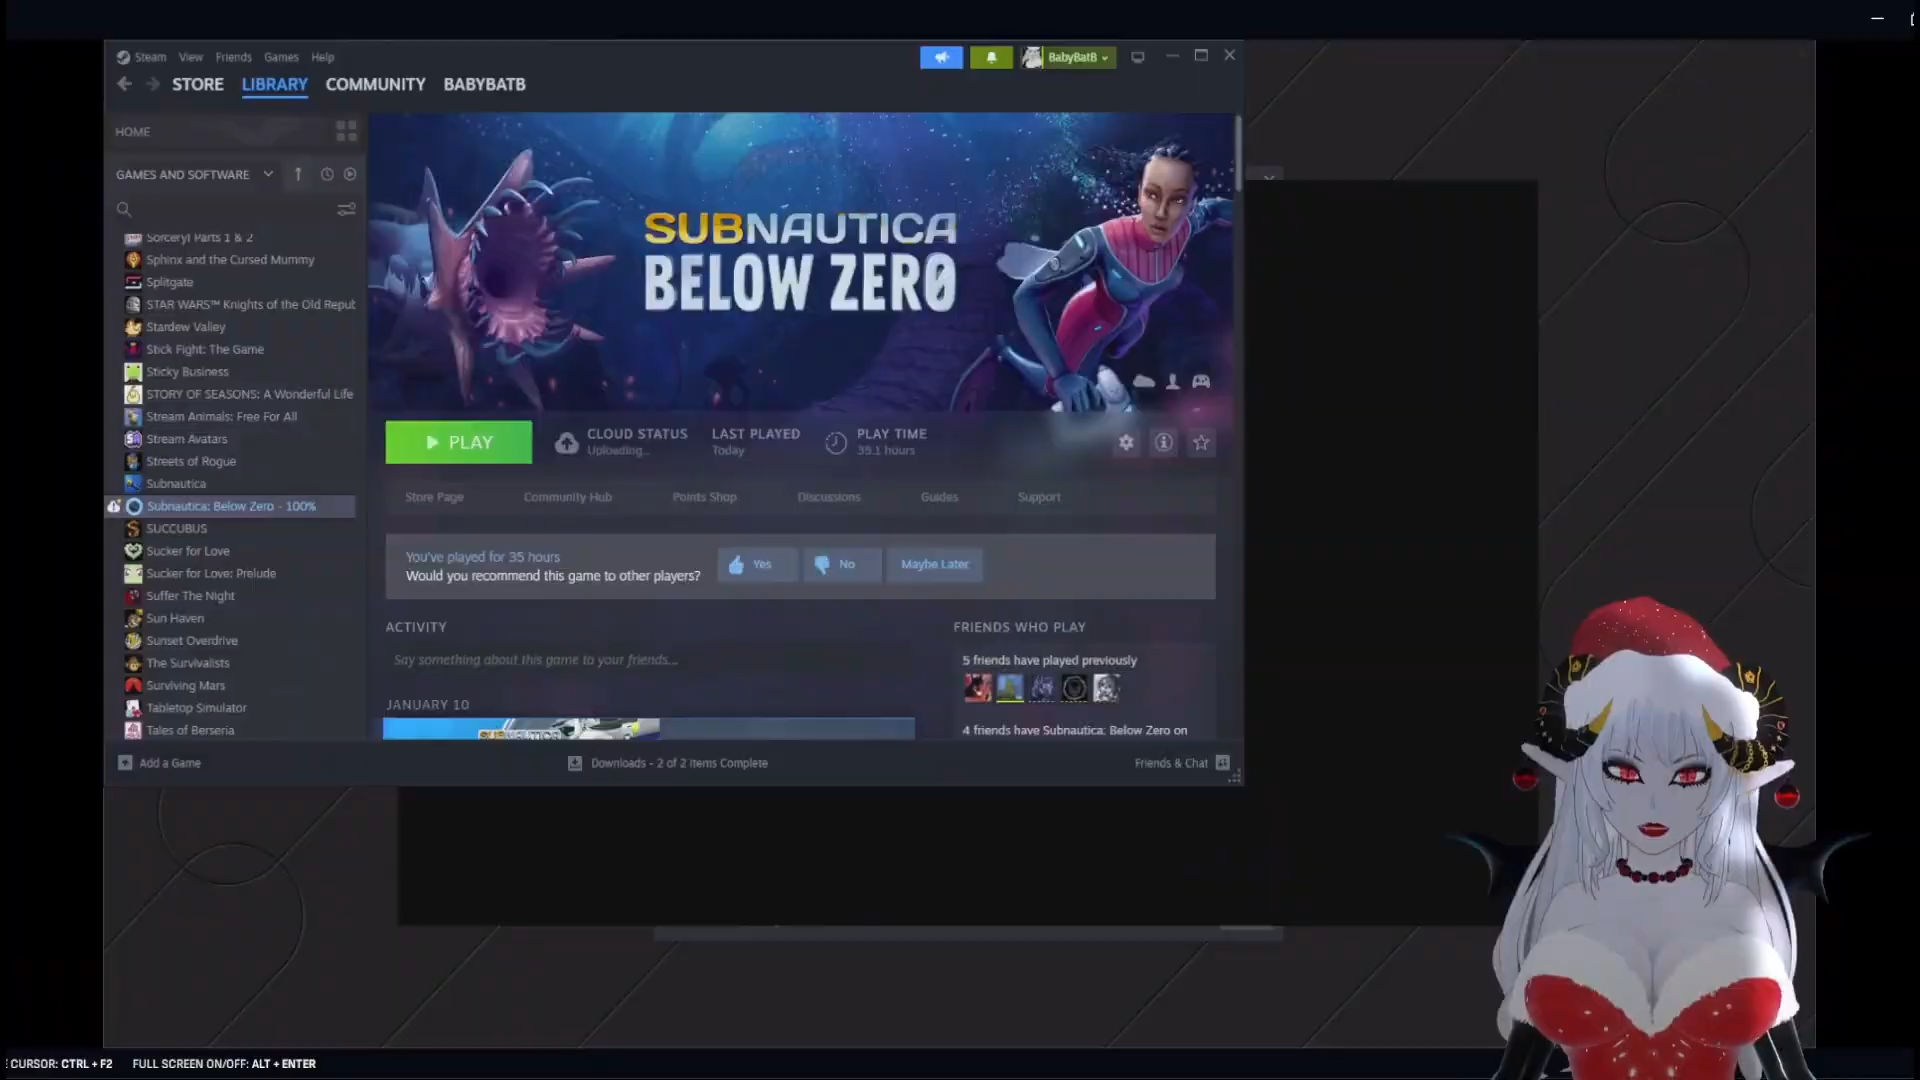 Steam View Friends Games Help
BabyBatB
STORE LIBRARY COMMUNITY BABYBATB
HOME
GAMES AND SOFTWARE
Sorcery! Parts 1 & 2
Sphinx and the Cursed Mummy
Splitgate
STAR WARS™ Knights of the Old Repub
Stardew Valley
Stick Fight: The Game
Sticky Business
STORY OF SEASONS: A Wonderful Life
Stream Animals: Free For All
Stream Avatars
Streets of Rogue
Subnautica
Subnautica: Below Zero - 100%
SUCCUBUS
Sucker for Love
Sucker for Love: Prelude
Suffer The Night
Sun Haven
Sunset Overdrive
The Survivalists
Surviving Mars
Tabletop Simulator
Tales of Berseria
SUBNAUTICA
BELOW ZERØ
PLAY
CLOUD STATUS
Uploading...
LAST PLAYED
Today
PLAY TIME
35.1 hours
Store Page Community Hub Points Shop Discussions Guides Support
You've played for 35 hours
Would you recommend this game to other players?
Yes No Maybe Later
ACTIVITY
Say something about this game to your friends...
JANUARY 10
SUBNAUTICA
FRIENDS WHO PLAY
5 friends have played previously
4 friends have Subnautica: Below Zero on
Add a Game
Downloads - 2 of 2 Items Complete
Friends & Chat
CURSOR: CTRL + F2 FULL SCREEN ON/OFF: ALT + ENTER